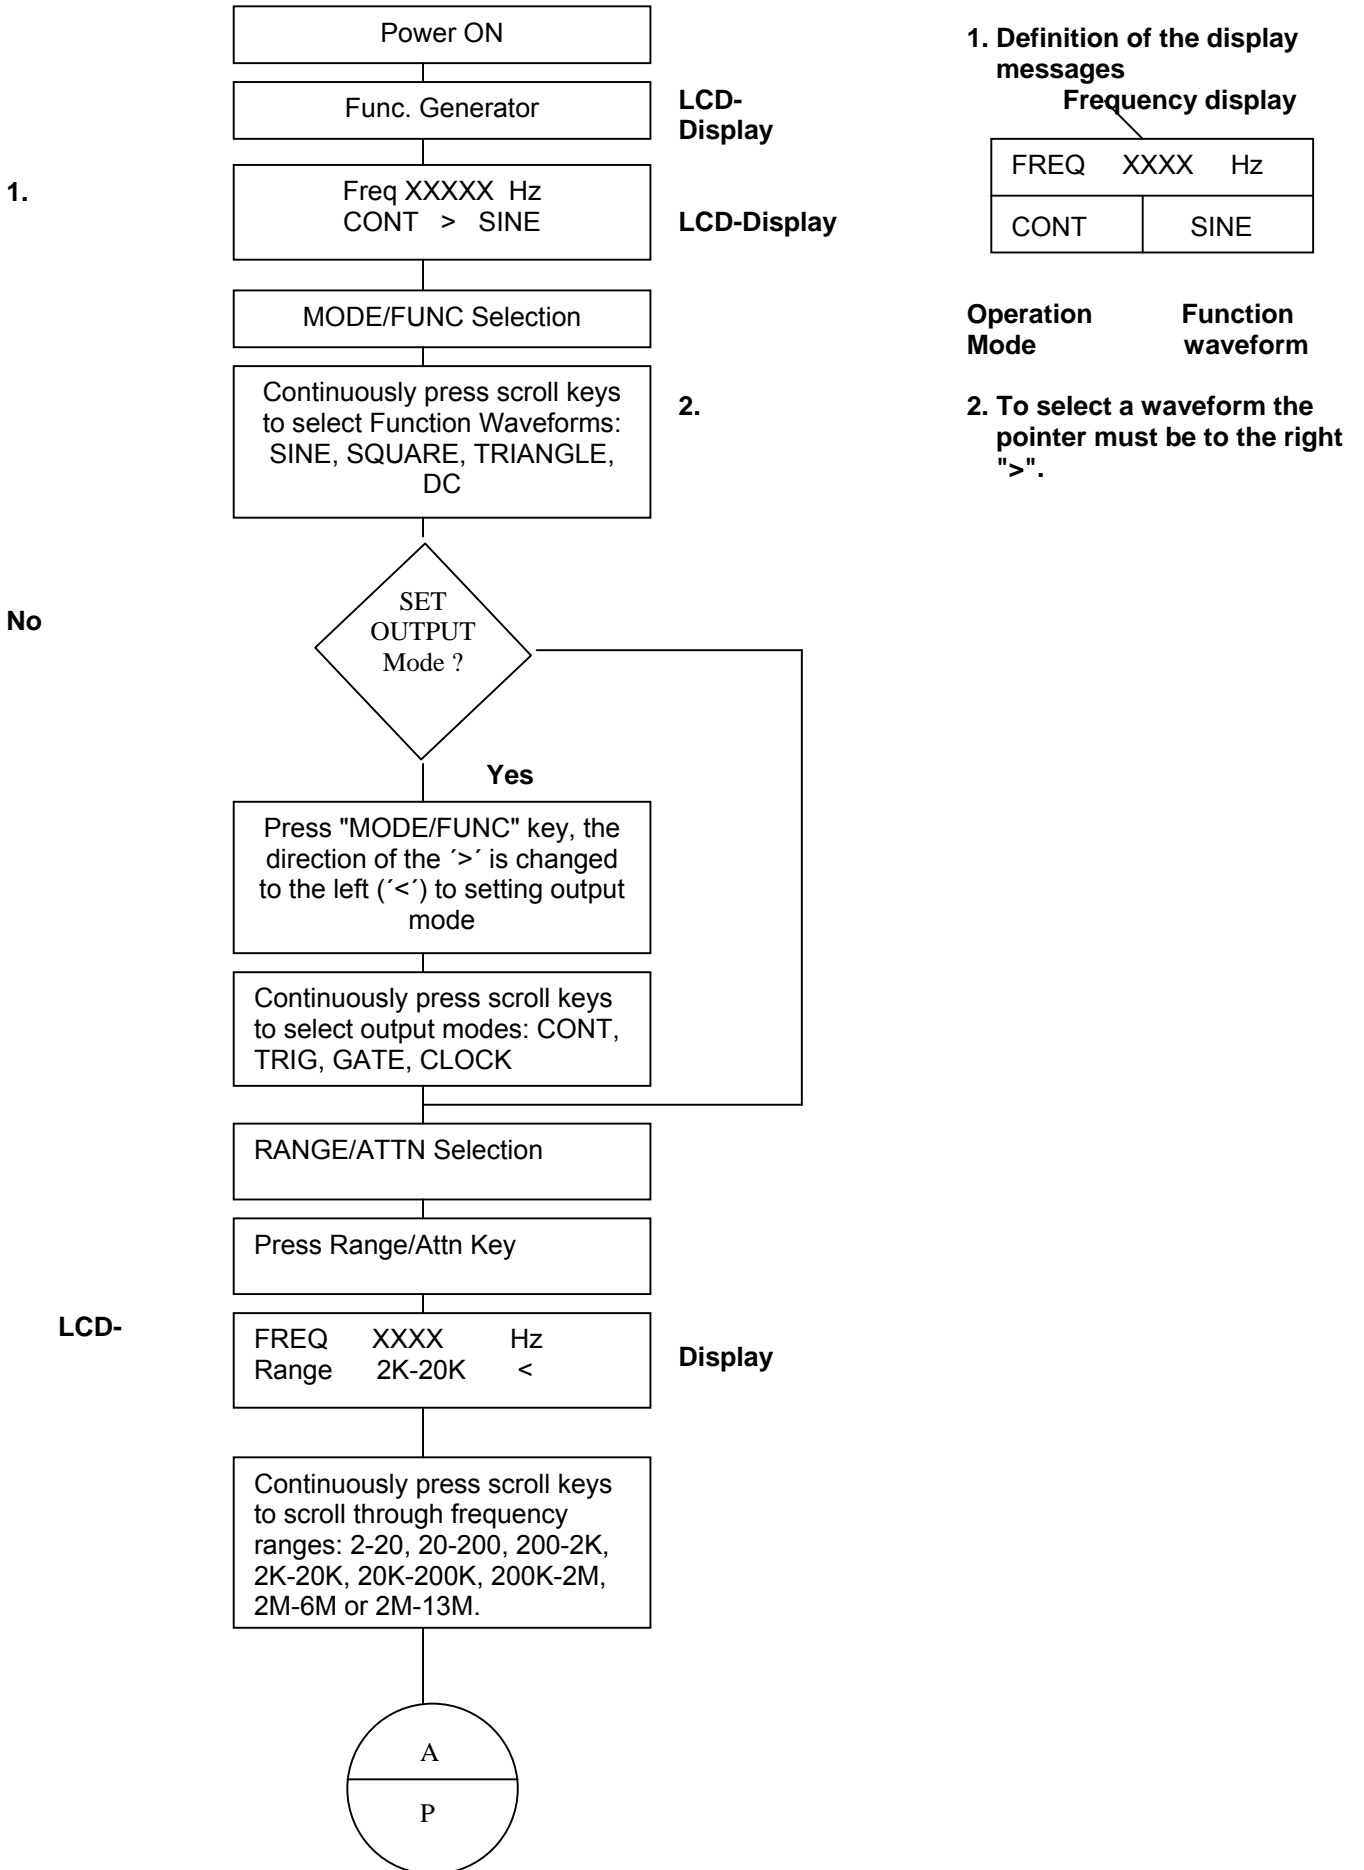 Power ON
Func. Generator
LCD-
Display
1.
Freq XXXXX Hz
CONT > SINE
LCD-Display
MODE/FUNC Selection
Continuously press scroll keys
to select Function Waveforms:
SINE, SQUARE, TRIANGLE,
DC
2.
SET
OUTPUT
Mode ?
No
Yes
Press "MODE/FUNC" key, the
direction of the ´>´ is changed
to the left (´<´) to setting output
mode
Continuously press scroll keys
to select output modes: CONT,
TRIG, GATE, CLOCK
RANGE/ATTN Selection
Press Range/Attn Key
LCD-
FREQ XXXX Hz
Range 2K-20K <
Display
Continuously press scroll keys
to scroll through frequency
ranges: 2-20, 20-200, 200-2K,
2K-20K, 20K-200K, 200K-2M,
2M-6M or 2M-13M.
A
P
1. Definition of the display
messages
Frequency display
FREQ XXXX Hz
CONT SINE
Operation Function
Mode waveform
2. To select a waveform the
pointer must be to the right
">".